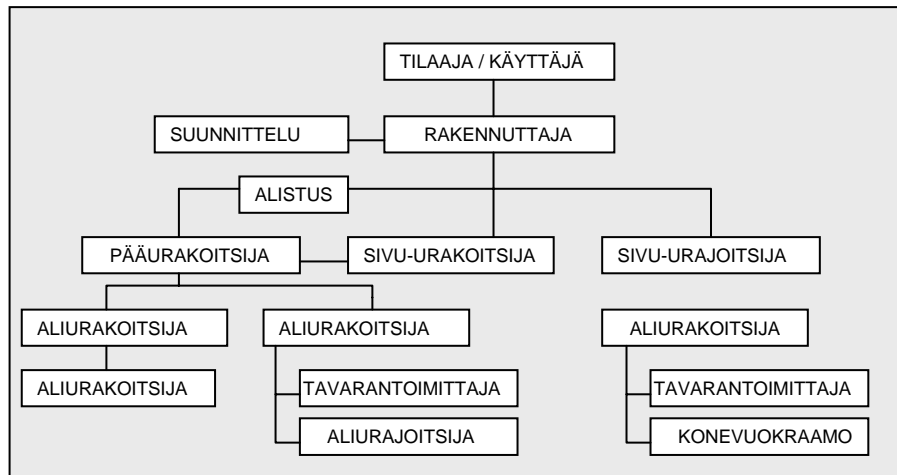 TILAAJA / KÄYTTÄJÄ
SUUNNITTELU
RAKENNUTTAJA
ALISTUS
PÄÄURAKOITSIJA
SIVU-URAKOITSIJA
SIVU-URAJOITSIJA
ALIURAKOITSIJA
ALIURAKOITSIJA
ALIURAKOITSIJA
ALIURAKOITSIJA
TAVARANTOIMITTAJA
TAVARANTOIMITTAJA
ALIURAJOITSIJA
KONEVUOKRAAMO